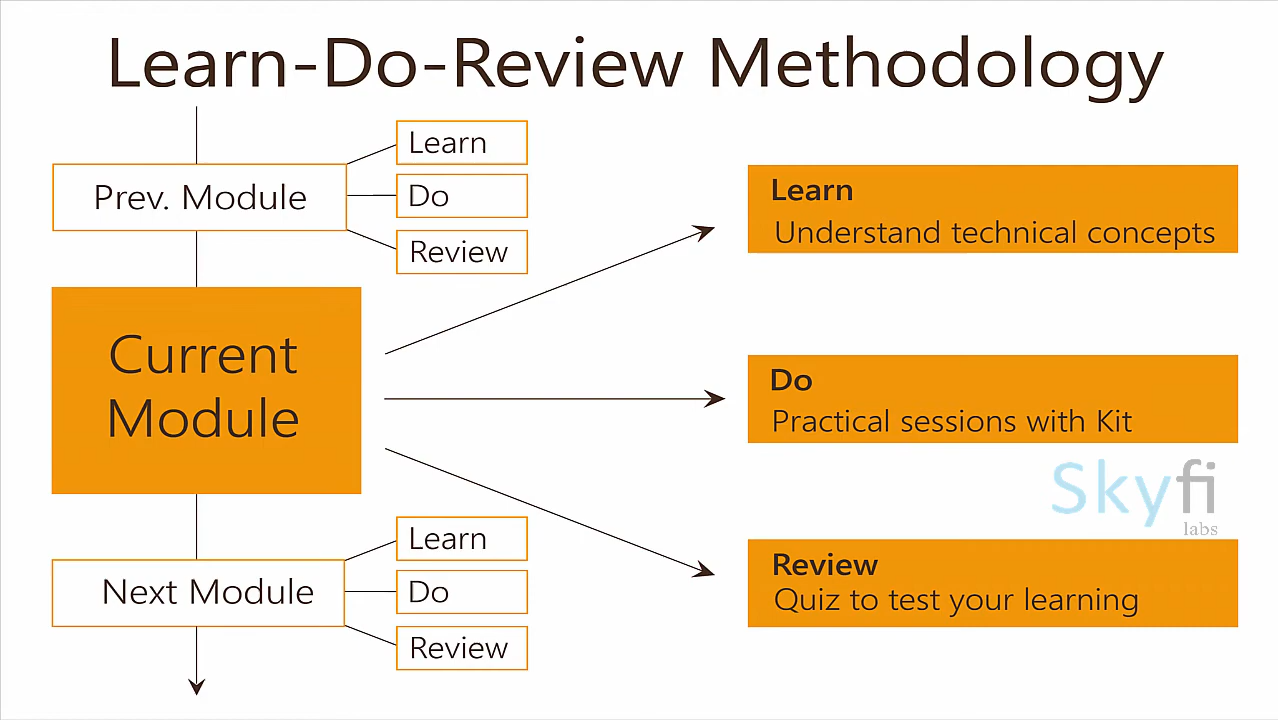 Learn-Do-Review Methodology
Prev. Module
Learn
Do
Review
Current
Module
Next Module
Learn
Do
Review
Learn
Understand technical concepts
Do
Practical sessions with Kit
Skyfi
labs
Review
Quiz to test your learning